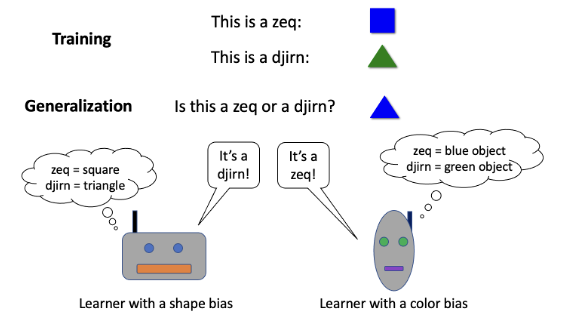 Training
This is a zeq:
This is a djirn:
Generalization
Is this a zeq or a djirn?
zeq = square
djirn = triangle
It's a
djirn!
It's a
zeq!
zeq = blue object
djirn = green object
Learner with a shape bias
Learner with a color bias